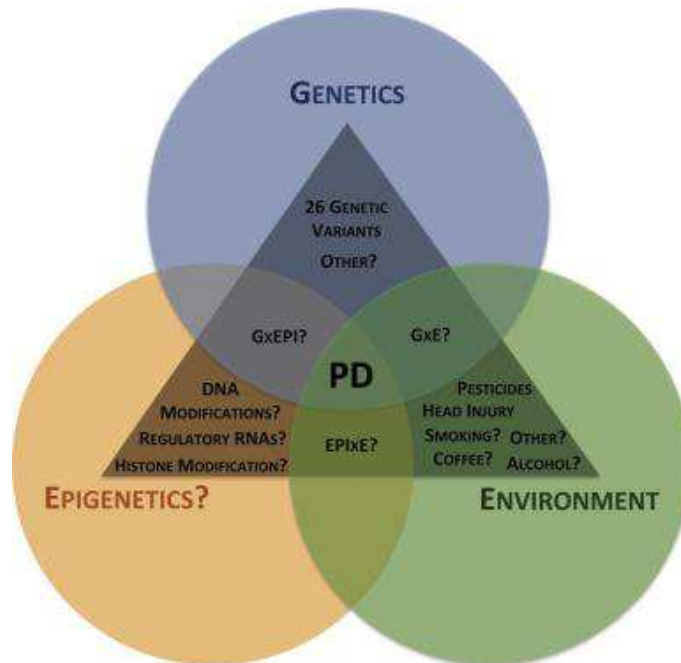 GENETICS
26 GENETIC
VARIANTS
OTHER?
GXEPI?
GXE?
PD
DNA
MODIFICATIONS?
REGULATORY RNAS?
HISTONE MODIFICATION?
EPIXE?
PESTICIDES
HEAD INJURY
SMOKING? OTHER?
COFFEE? ALCOHOL?
EPIGENETICS?
ENVIRONMENT